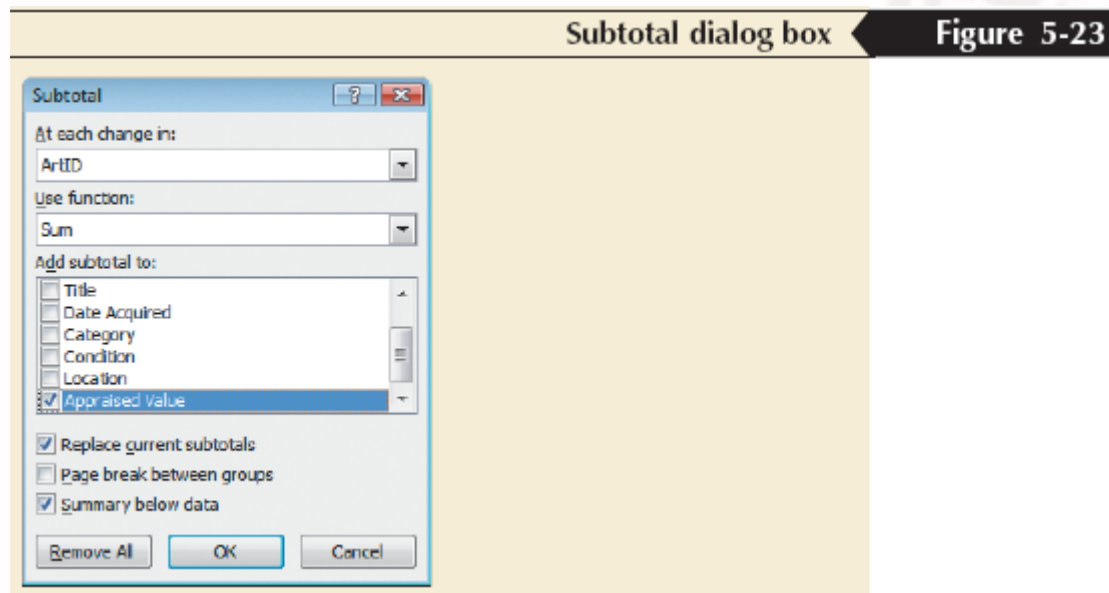 Subtotal dialog box Figure 5-23
Subtotal
At each change in:
ArtID
Use function:
Sum
Add subtotal to:
Title
Date Acquired
Category
Condition
Location
Appraised Value
Replace current subtotals
Page break between groups
Summary below data
Remove All OK Cancel